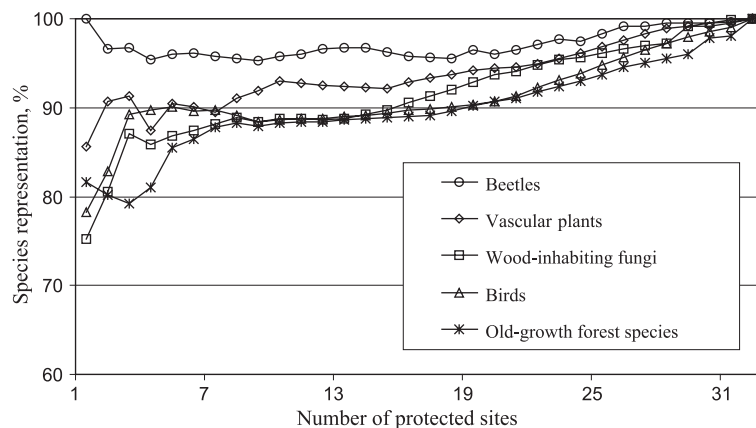 Species representation, %
100
90
80
70
60
1 7 13 19 25 31
Number of protected sites
Beetles
Vascular plants
Wood-inhabiting fungi
Birds
Old-growth forest species